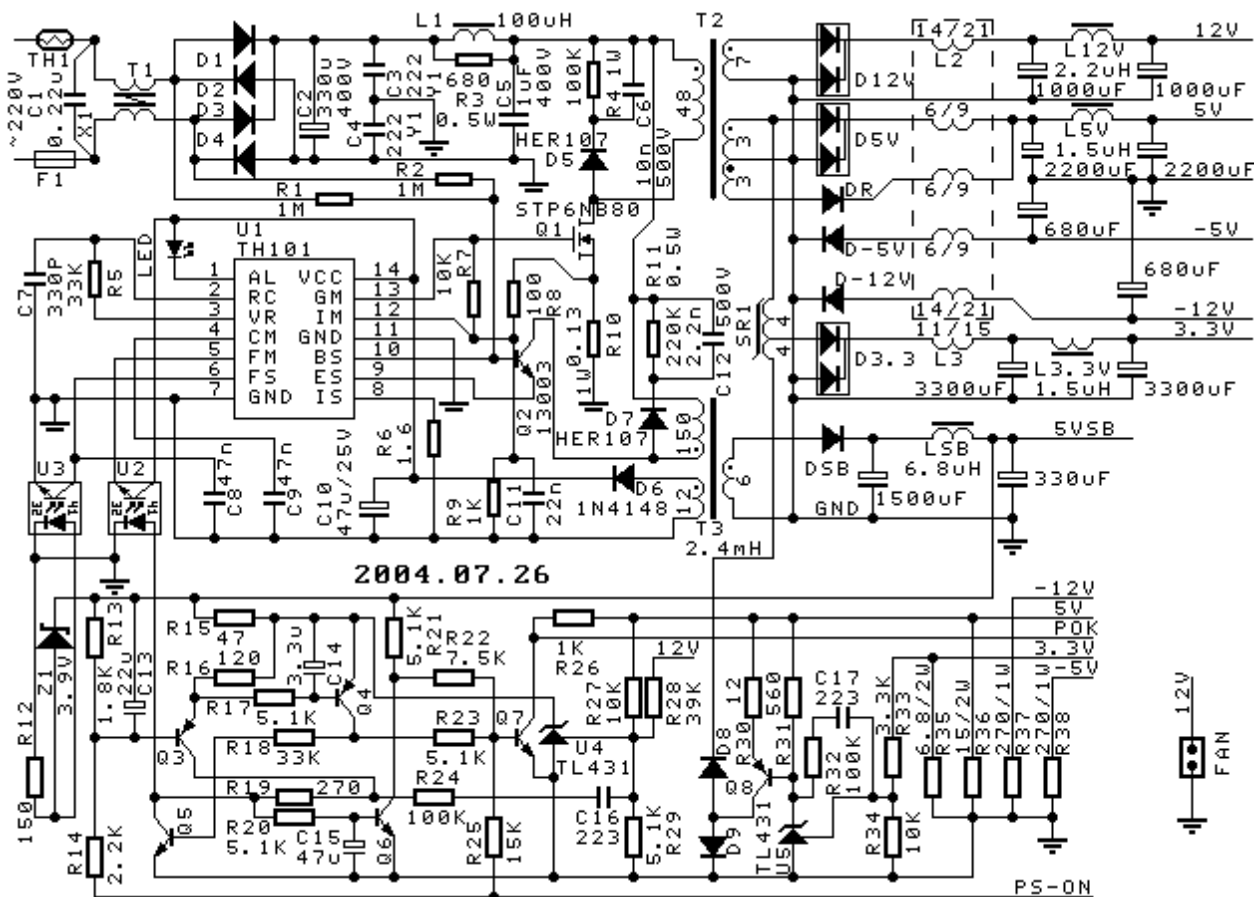 L1 100uH T2
~220V TH1 C1 0.22u X1 F1
T1 D1 D2 D3 D4
C2 330u 400V
C3 222 Y1
C4 222 Y1
680 R3 0.5W
C5 1uF 400V
100K R4 1W
C6 10n 500V
HER107 D5
48 7 3 3
D12V D5V DR D-5V D-12V D3.3
14/21 L2
6/9
6/9
6/9
14/21
11/15 L3
L12V 2.2uH 1000uF 1000uF 12V
L5V 1.5uH 2200uF 2200uF 5V
680uF -5V
680uF -12V
3.3V
L3.3V 1.5uH 3300uF 3300uF
R2 1M
R1 1M
STP6NB80 Q1
U1 TH101
LED
1 AL VCC 14
2 RC GM 13
3 VR IM 12
4 CM GND 11
5 FM BS 10
6 FS ES 9
7 GND IS 8
C7 330P 33K R5
10K R7
100 R8
1W 0.13 R10
R11 0.5W 220K
2.2n 500V C12
SR1 4 4
Q2 13003
D7 HER107
150 12 6
T3 2.4mH
D6 1N4148
DSB LSB 6.8uH 5VSB
1500uF 330uF
GND
U3 U2
C8 47n
C9 47n
C10 47u/25V
R6 1.6
R9 1K
C11 22n
2004.07.26
R12 150
Z1 3.9V
R13 1.8K
22u C13
R14 2.2K
R15 47
R16 120
3.3u C14
R17 5.1K
R18 33K
R19 270
R20 5.1K
C15 47u
Q3 Q4 Q5 Q6 Q7 Q8
5.1K R21
R22 7.5K
R23 5.1K
R24 100K
R25 15K
1K R26
U4 TL431
R27 10K
12V R28 39K
C16 223
5.1K R29
D8 D9
12 R30
560 R31
C17 223
R32 100K
TL431 U5
3.3K R33
R34 10K
6.8/2W R35
15/2W R36
270/1W R37
270/1W R38
-12V
5V
POK
3.3V
-5V
PS-ON
12V FAN